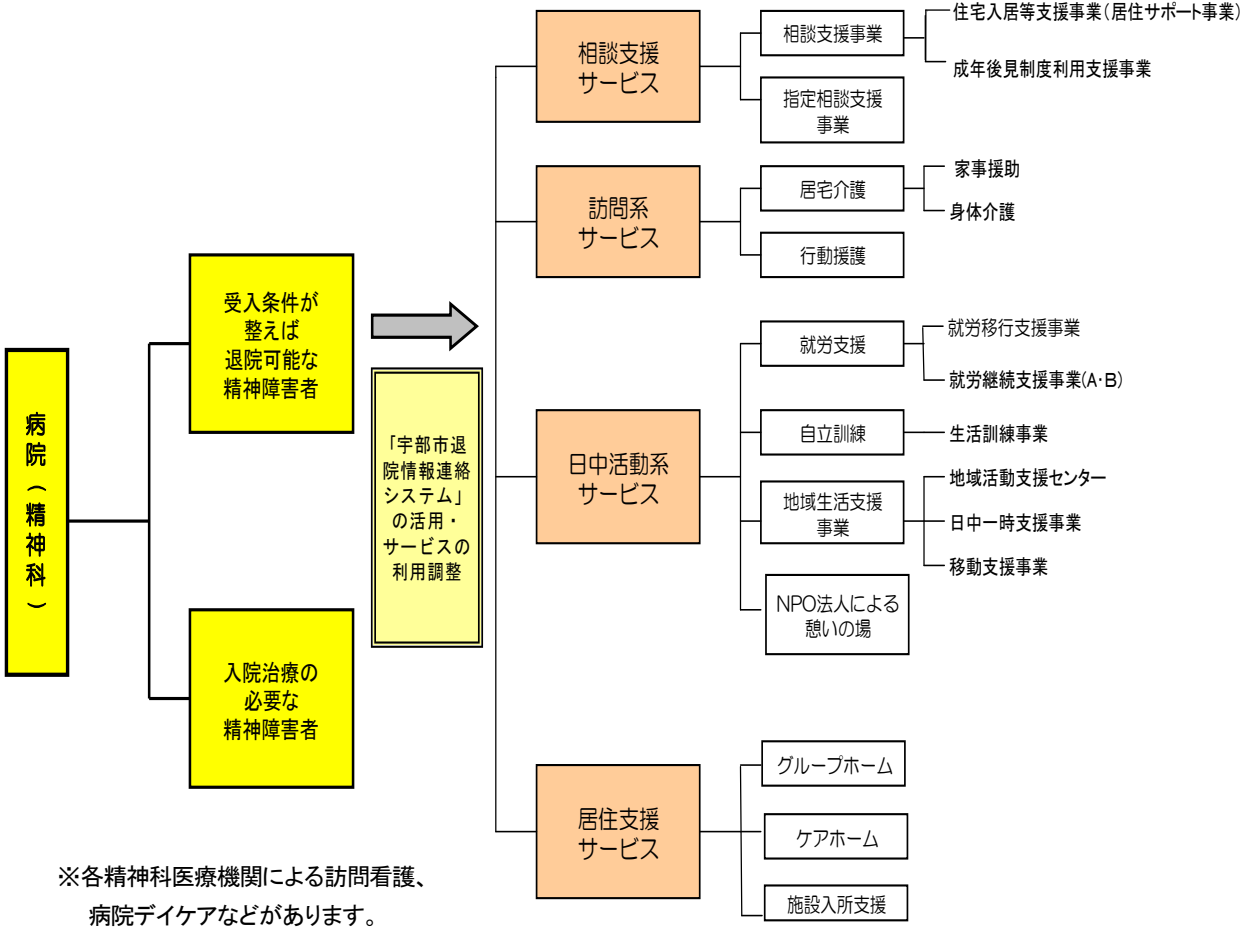 病院(精神科)
受入条件が
整えば
退院可能な
精神障害者
入院治療の
必要な
精神障害者
「宇部市退
院情報連絡
システム」
の活用・
サービスの
利用調整
相談支援
サービス
相談支援事業
住宅入居等支援事業(居住サポート事業)
成年後見制度利用支援事業
指定相談支援
事業
訪問系
サービス
居宅介護
家事援助
身体介護
行動援護
日中活動系
サービス
就労支援
就労移行支援事業
就労継続支援事業(A・B)
自立訓練
生活訓練事業
地域生活支援
事業
地域活動支援センター
日中一時支援事業
移動支援事業
NPO法人による
憩いの場
居住支援
サービス
グループホーム
ケアホーム
施設入所支援
※各精神科医療機関による訪問看護、
病院デイケアなどがあります。